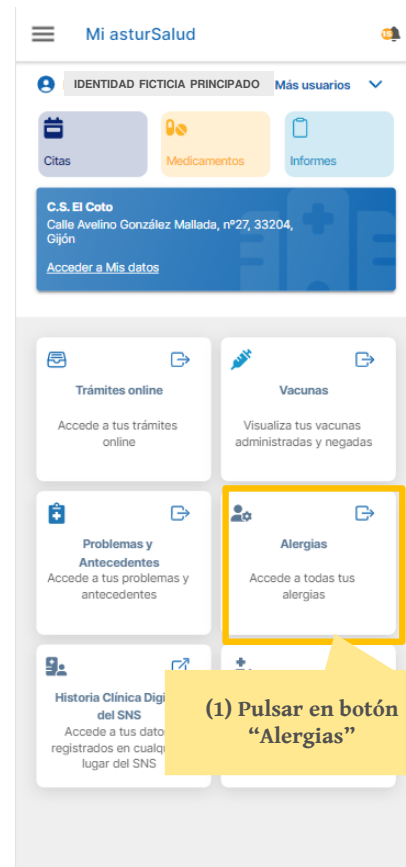 Mi asturSalud
IDENTIDAD FICTICIA PRINCIPADO
Más usuarios
Citas
Medicamentos
Informes
C.S. El Coto
Calle Avelino González Mallada, nº27, 33204,
Gijón
Acceder a Mis datos
Trámites online
Accede a tus trámites
online
Vacunas
Visualiza tus vacunas
administradas y negadas
Problemas y
Antecedentes
Accede a tus problemas y
antecedentes
Alergias
Accede a todas tus
alergias
Historia Clínica Digi
del SNS
Accede a tus dato
registrados en cualq
lugar del SNS
(1) Pulsar en botón
“Alergias”